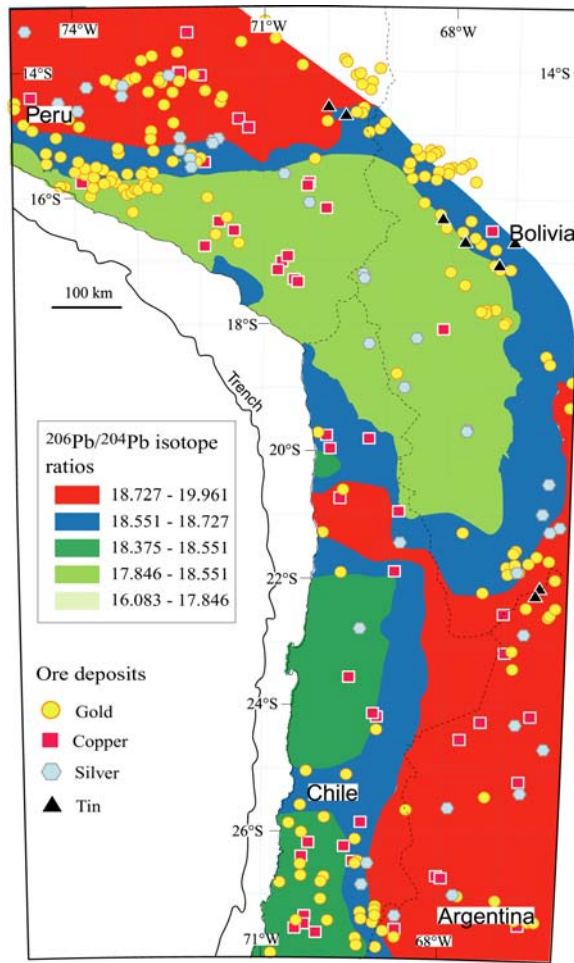 74°W
71°W
68°W
14°S
14°S
Peru
16°S
Bolivia
100 km
18°S
Trench
²⁰⁶Pb/²⁰⁴Pb isotope
ratios
18.727 - 19.961
18.551 - 18.727
18.375 - 18.551
17.846 - 18.551
16.083 - 17.846
20°S
22°S
Ore deposits
Gold
Copper
Silver
Tin
24°S
Chile
26°S
Argentina
71°W
68°W